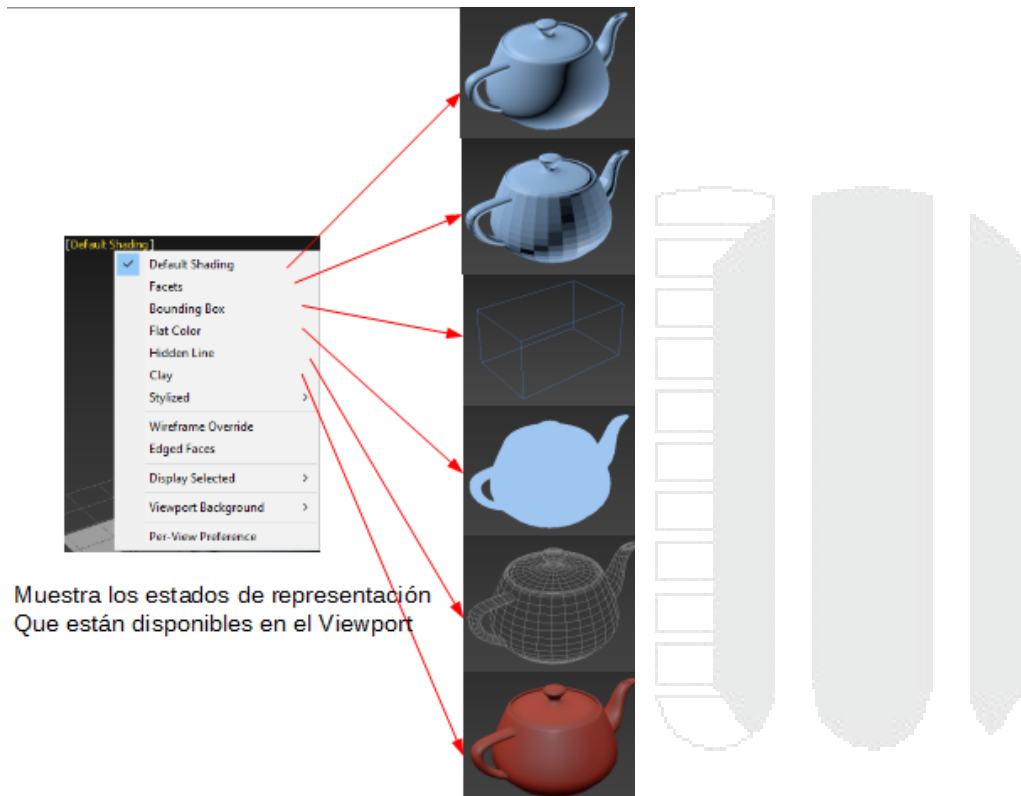 [Default Shading]
Default Shading
Facets
Bounding Box
Flat Color
Hidden Line
Clay
Stylized
Wireframe Override
Edged Faces
Display Selected
Viewport Background
Per-View Preference
Muestra los estados de representación
Que están disponibles en el Viewport